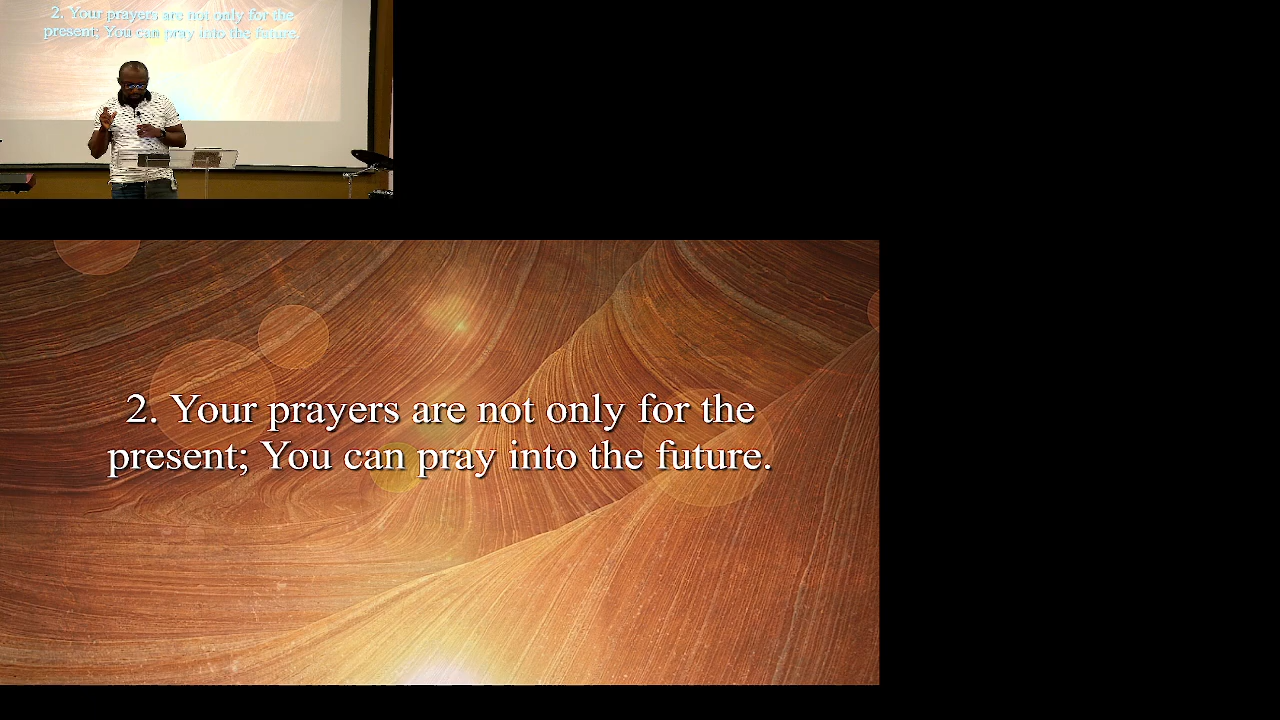 2. Your prayers are not only for the
present; You can pray into the future.
2. Your prayers are not only for the
present; You can pray into the future.